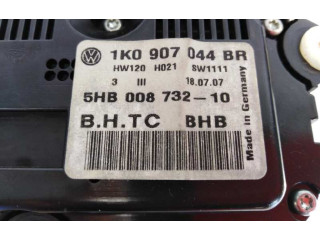 1K0 907 044 BR
HW120 H021 SW1111
3 III 18.07.07
5HB 008 732-10
B.H.TC BHB
Made in Germany